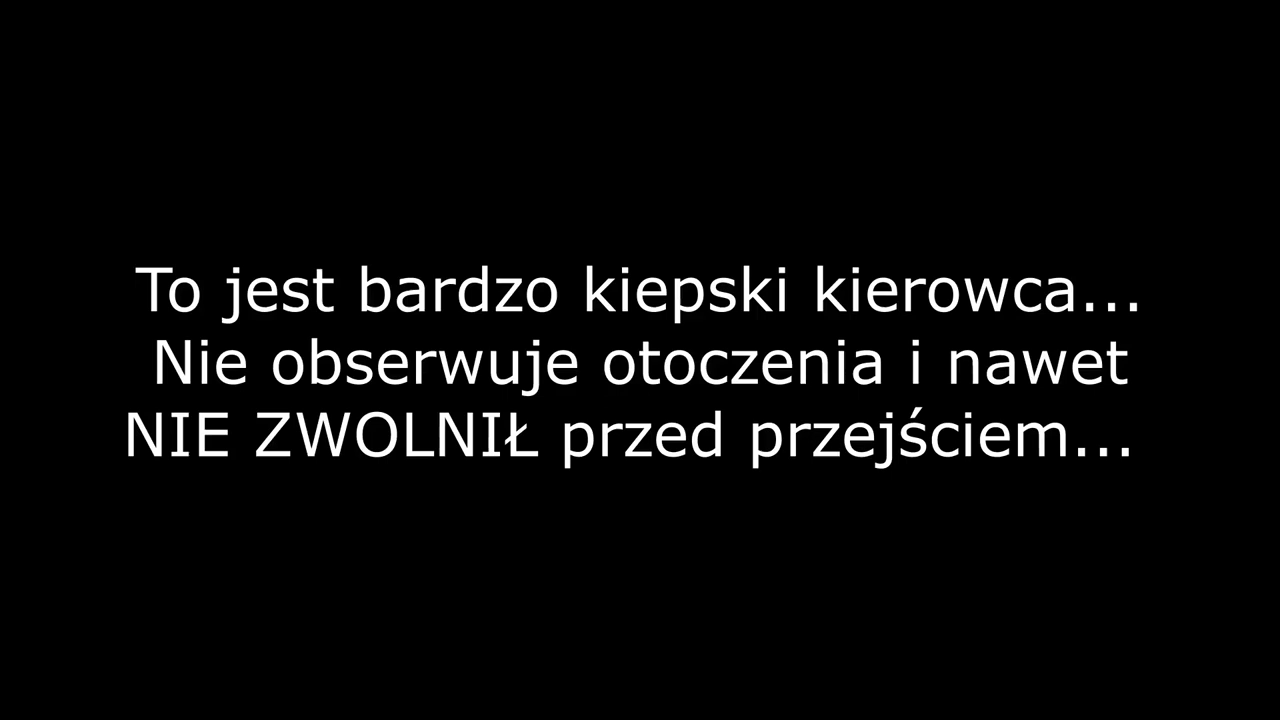 To jest bardzo kiepski kierowca...
Nie obserwuje otoczenia i nawet
NIE ZWOLNIŁ przed przejściem...